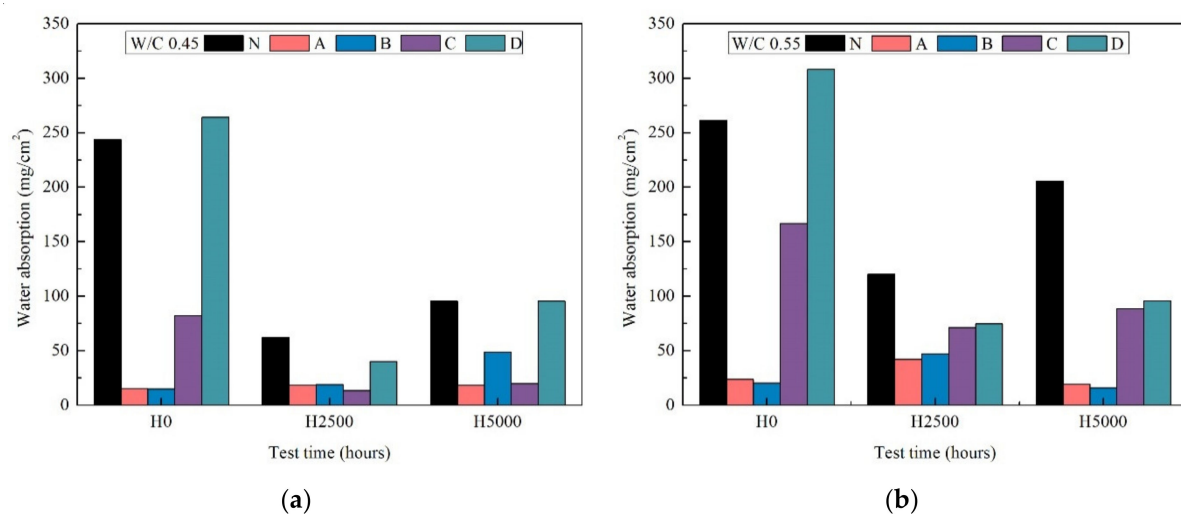 350
300
250
200
150
100
50
0
Water absorption (mg/cm²)
W/C 0.45 N A B C D
H0 H2500 H5000
Test time (hours)
(a)
350
300
250
200
150
100
50
0
Water absorption (mg/cm²)
W/C 0.55 N A B C D
H0 H2500 H5000
Test time (hours)
(b)